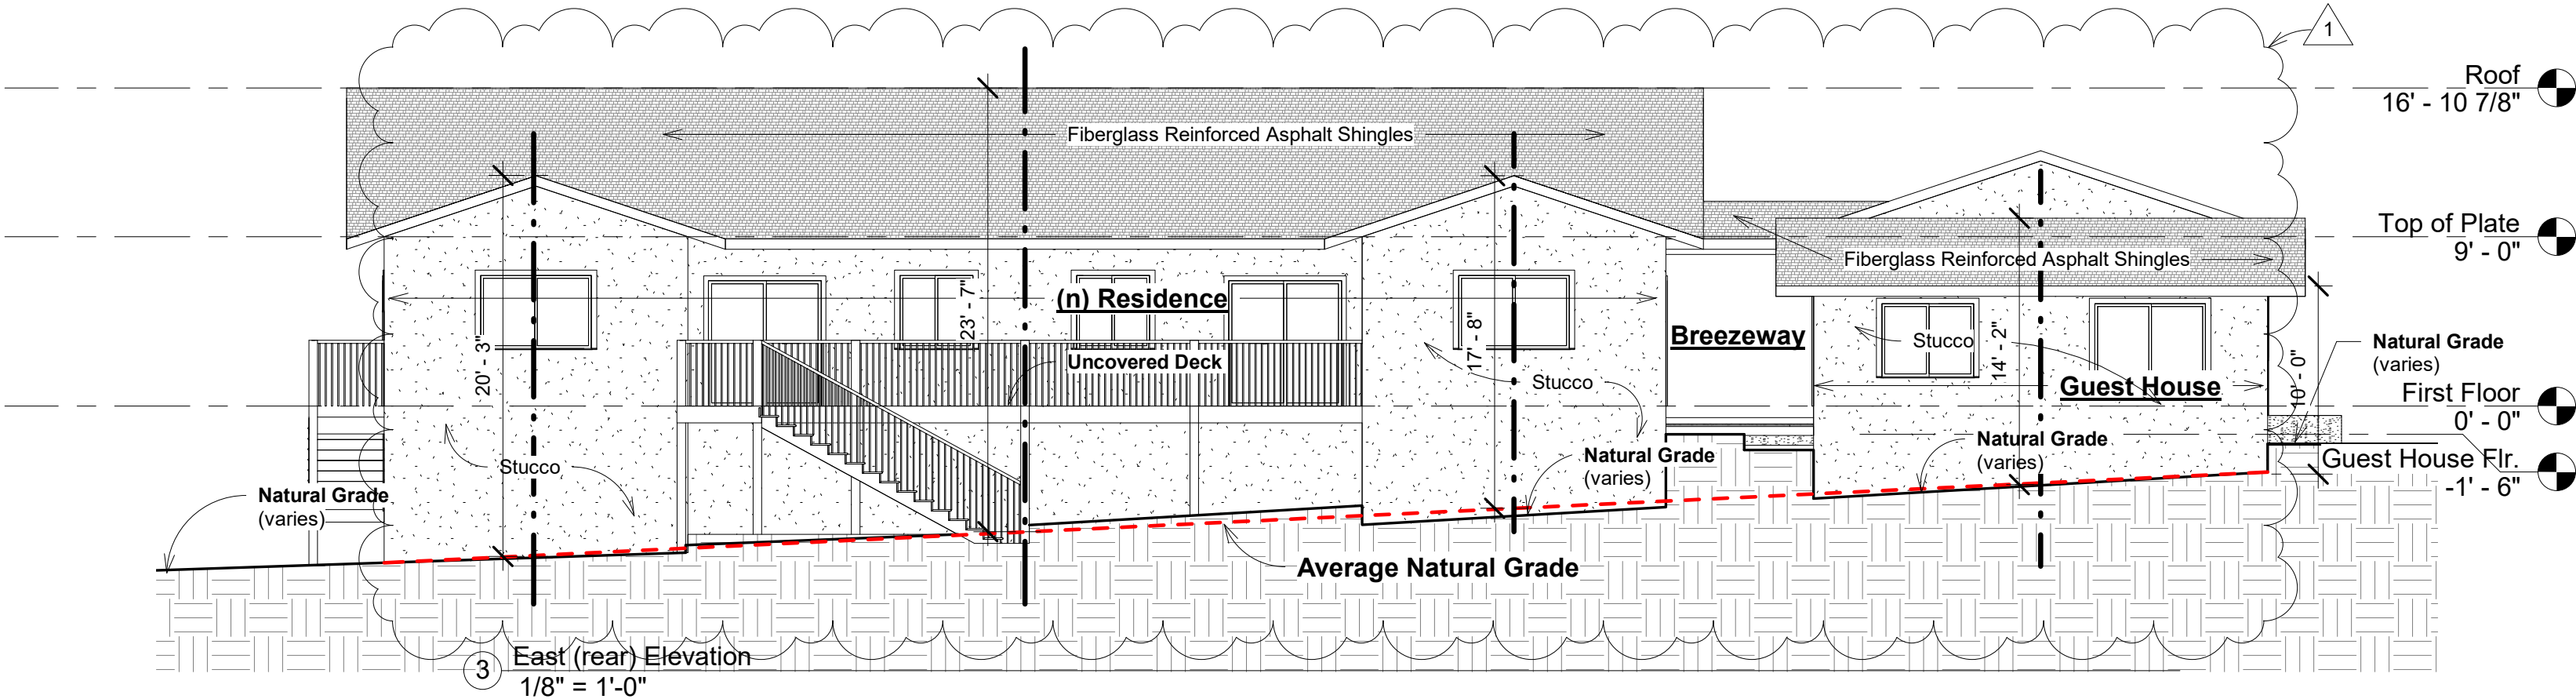 1
Roof
16' - 10 7/8"
Fiberglass Reinforced Asphalt Shingles
Top of Plate
9' - 0"
Fiberglass Reinforced Asphalt Shingles
(n) Residence
23' - 7"
20' - 3"
17' - 8"
14' - 2"
10' - 0"
Breezeway
Stucco
Natural Grade
(varies)
Uncovered Deck
Stucco
Guest House
First Floor
0' - 0"
Natural Grade
(varies)
Natural Grade
(varies)
Guest House Flr.
-1' - 6"
Stucco
Natural Grade
(varies)
Average Natural Grade
3
East (rear) Elevation
1/8" = 1'-0"